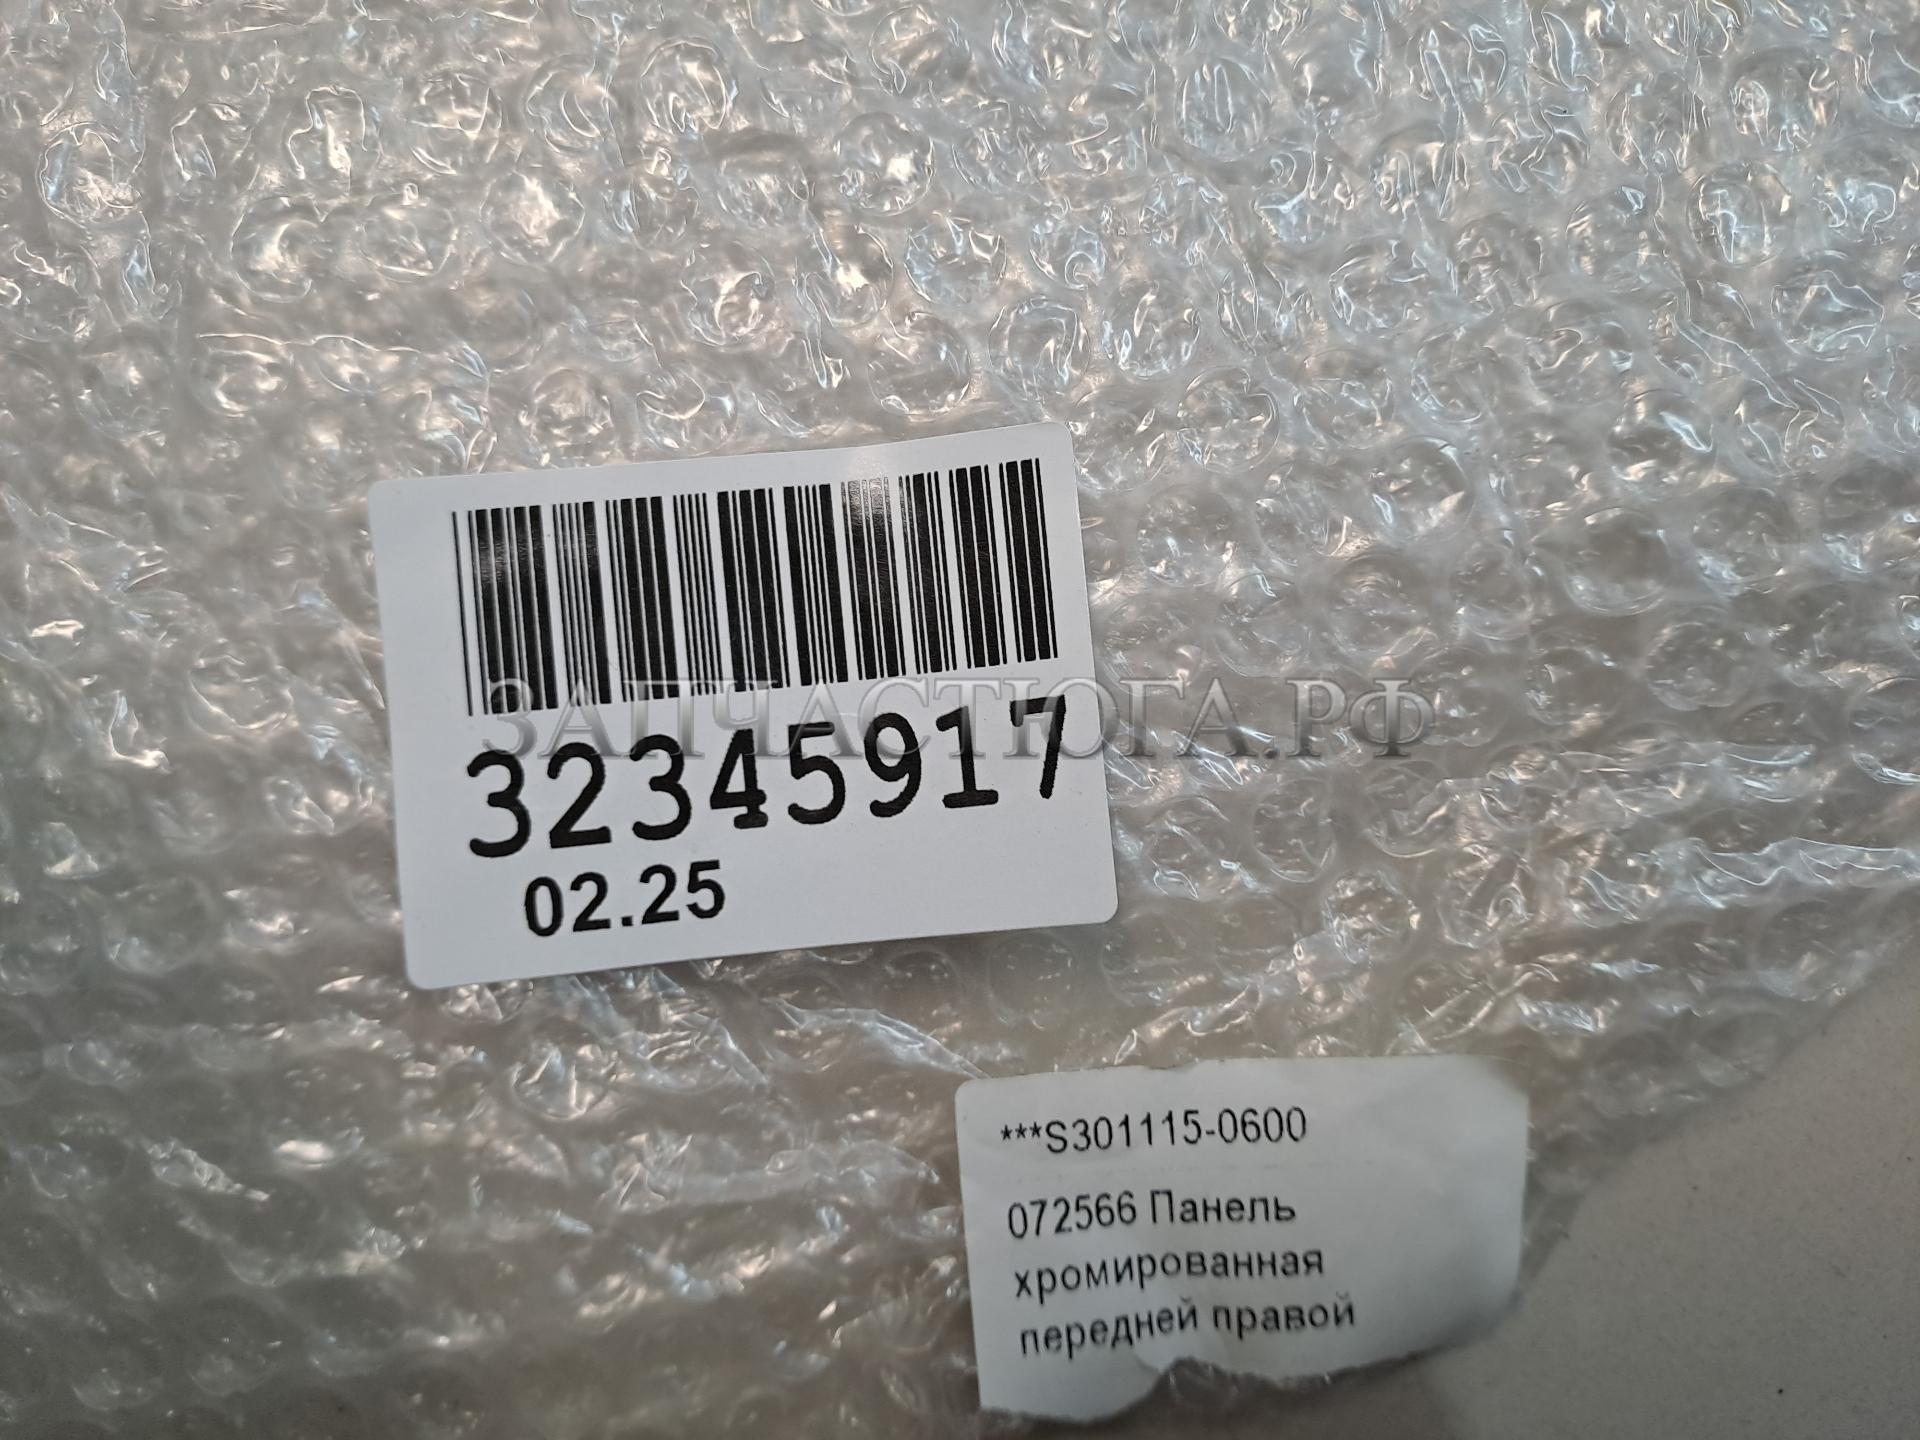 ЗАПЧАСТЮГА.РФ
32345917
02.25
***S301115-0600
072566 Панель
хромированная
передней правой